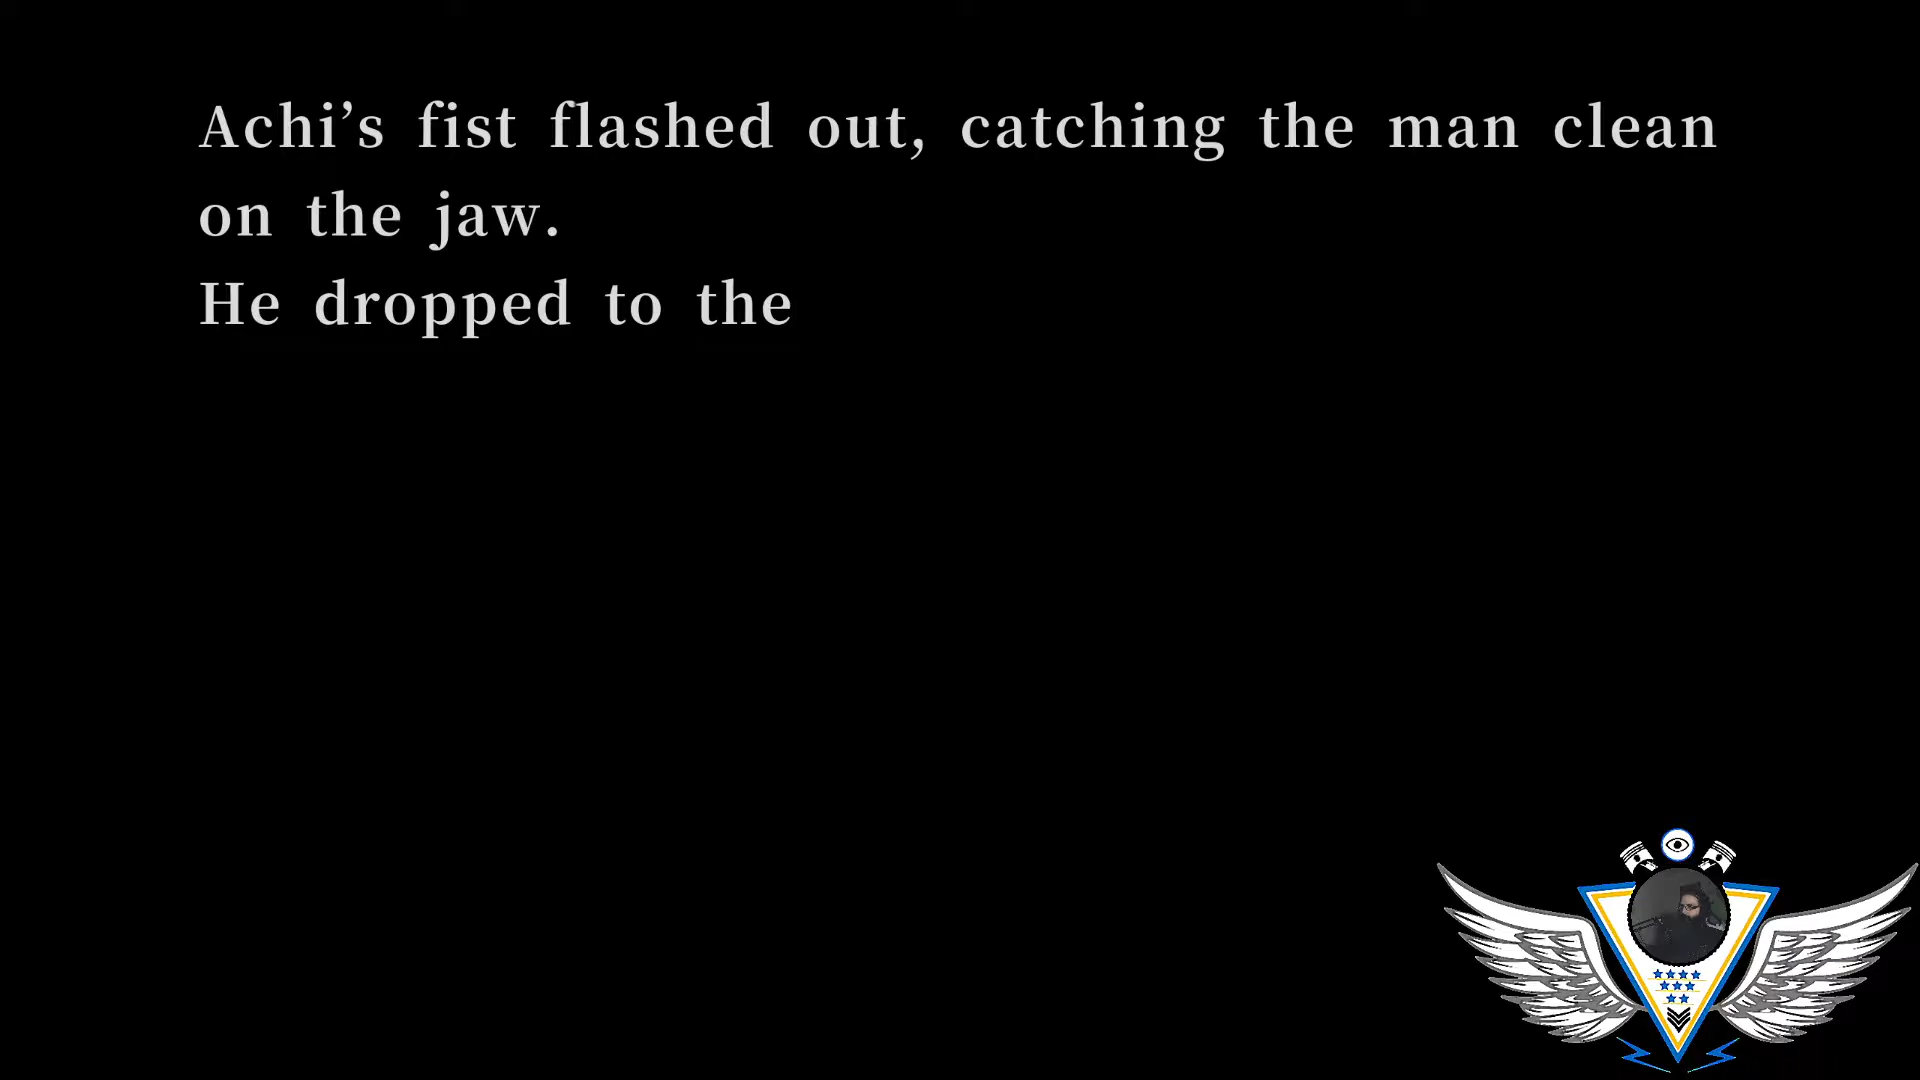 Achi’s fist flashed out, catching the man clean
on the jaw.
He dropped to the